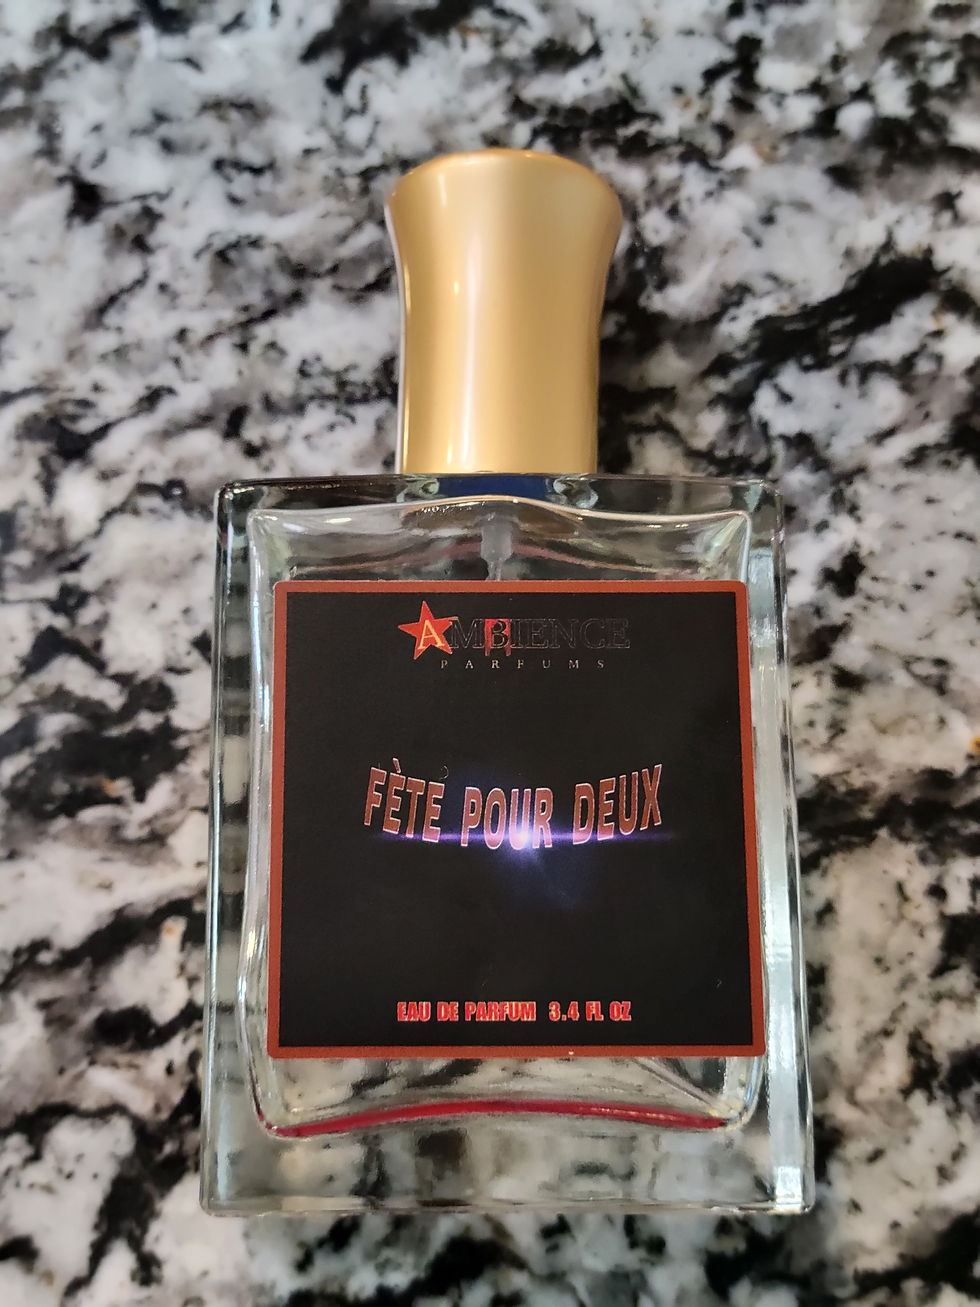 AMBIENCE
PARFUMS
FÈTE POUR DEUX
EAU DE PARFUM 3.4 FL OZ